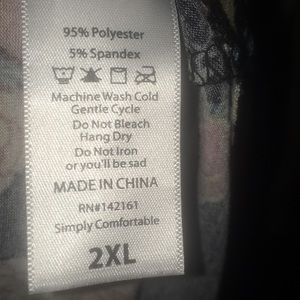 95% Polyester
5% Spandex
Machine Wash Cold
Gentle Cycle
Do Not Bleach
Hang Dry
Do Not Iron
or you'll be sad
MADE IN CHINA
RN#142161
Simply Comfortable
2XL